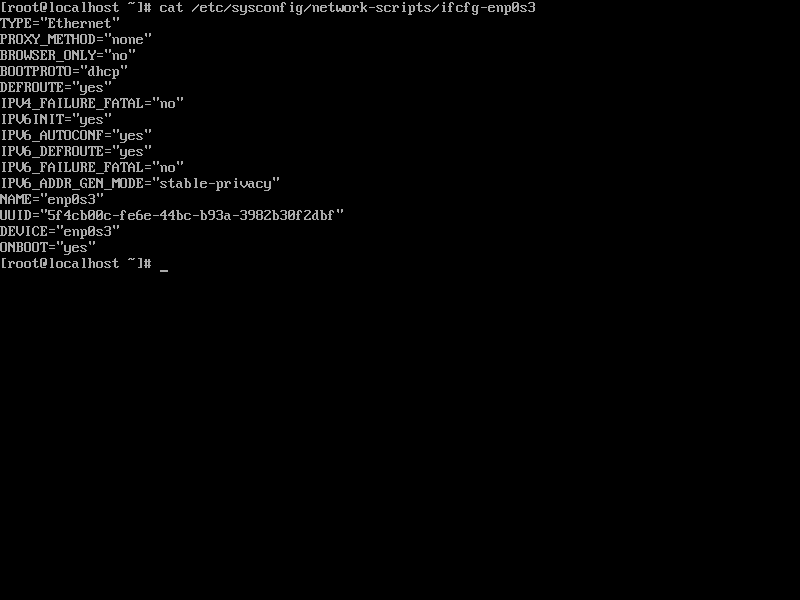 [root@localhost ~]# cat /etc/sysconfig/network-scripts/ifcfg-enp0s3
TYPE="Ethernet"
PROXY_METHOD="none"
BROWSER_ONLY="no"
BOOTPROTO="dhcp"
DEFROUTE="yes"
IPV4_FAILURE_FATAL="no"
IPV6INIT="yes"
IPV6_AUTOCONF="yes"
IPV6_DEFROUTE="yes"
IPV6_FAILURE_FATAL="no"
IPV6_ADDR_GEN_MODE="stable-privacy"
NAME="enp0s3"
UUID="5f4cb00c-fe6e-44bc-b93a-3982b30f2dbf"
DEVICE="enp0s3"
ONBOOT="yes"
[root@localhost ~]# _